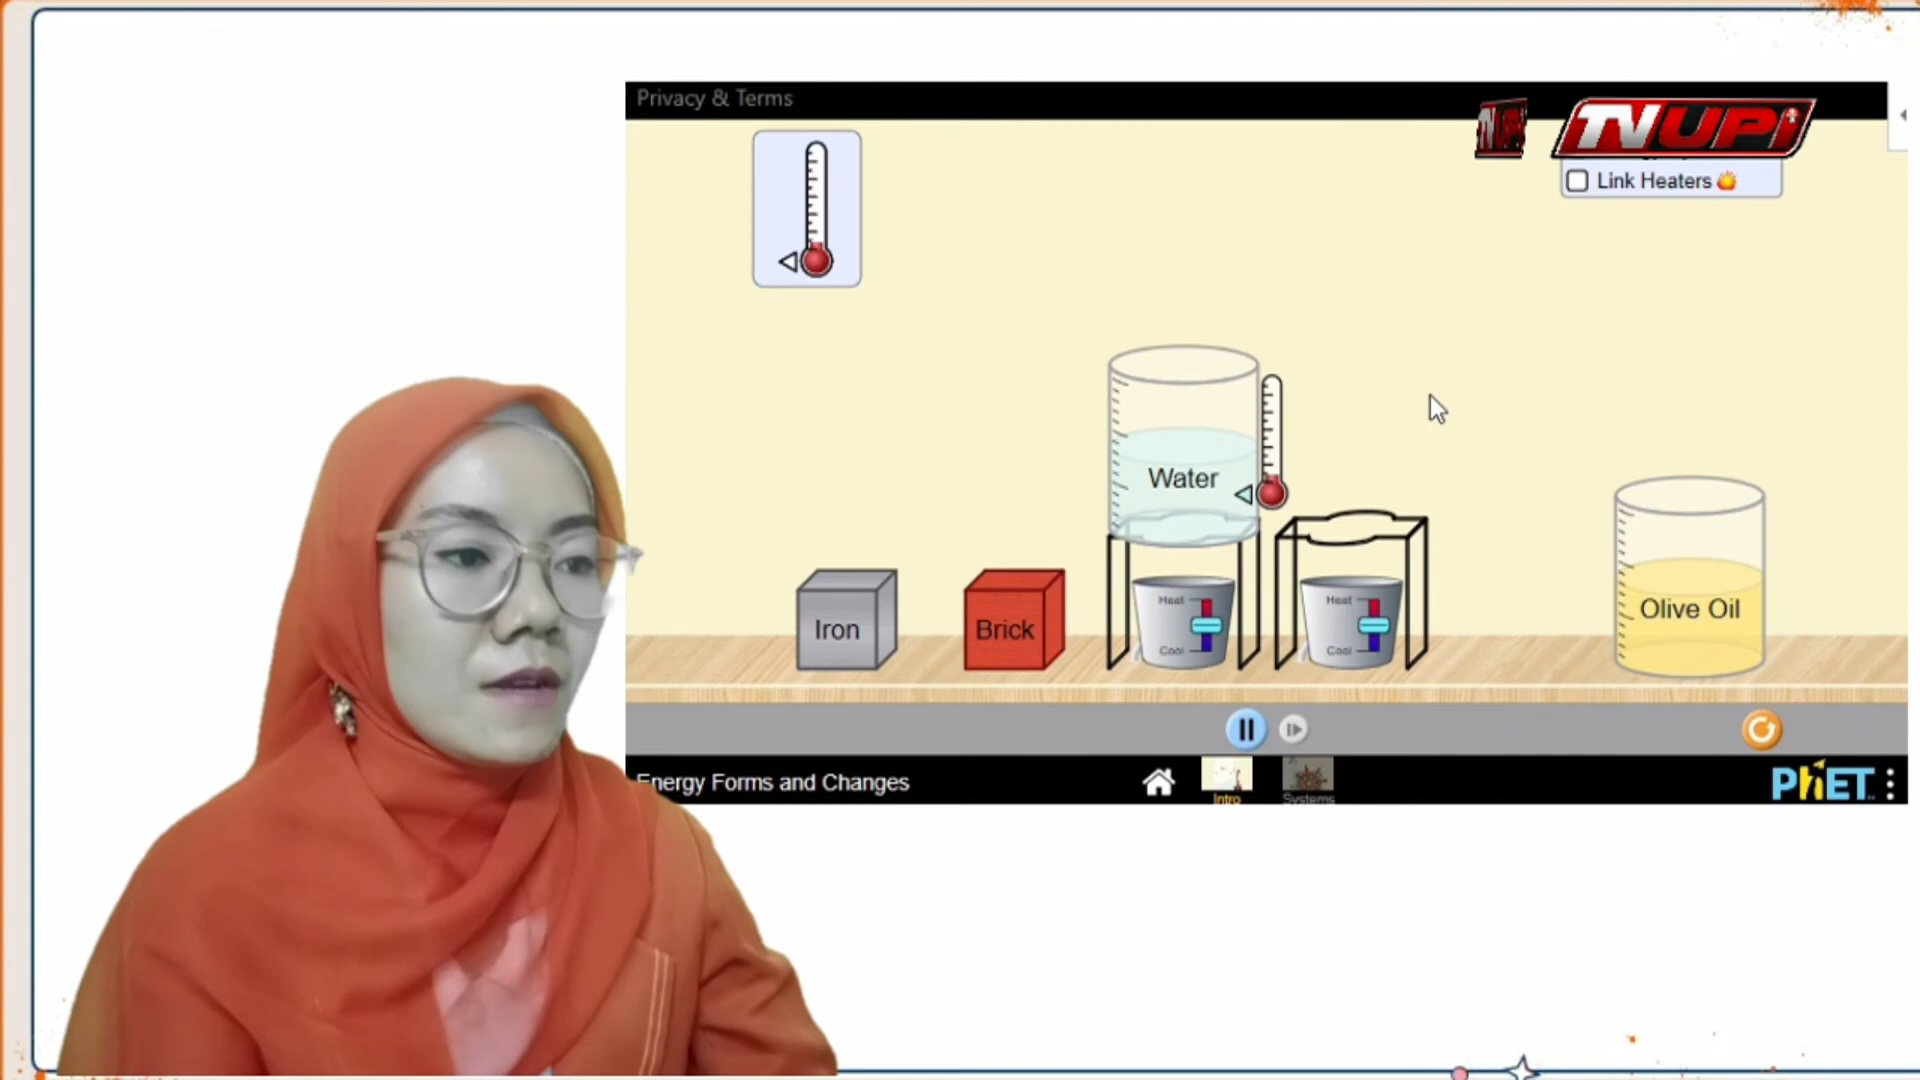 Privacy & Terms
TVUPI
Link Heaters
Water
Olive Oil
Iron
Brick
Heat
Cool
Heat
Cool
Energy Forms and Changes
Intro
Systems
PhET